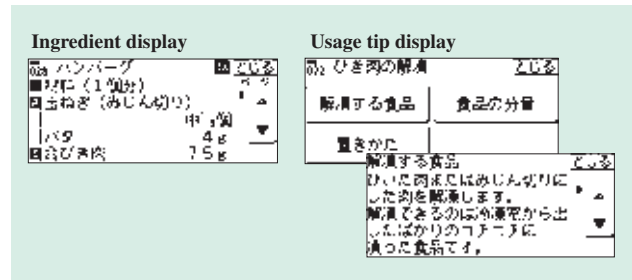 Ingredient display
ハンバーグ とじる
■材料（1個分）
玉ねぎ（みじん切り）
バタ 4g
合びき肉 75g
Usage tip display
ひき肉の解凍 とじる
解凍する食品 食品の分量
置きかた
解凍する食品 とじる
ひいた肉またはみじん切りに
した肉を解凍します。
解凍できるのは冷凍室から出
したばかりのコチコチに
凍った食品です。